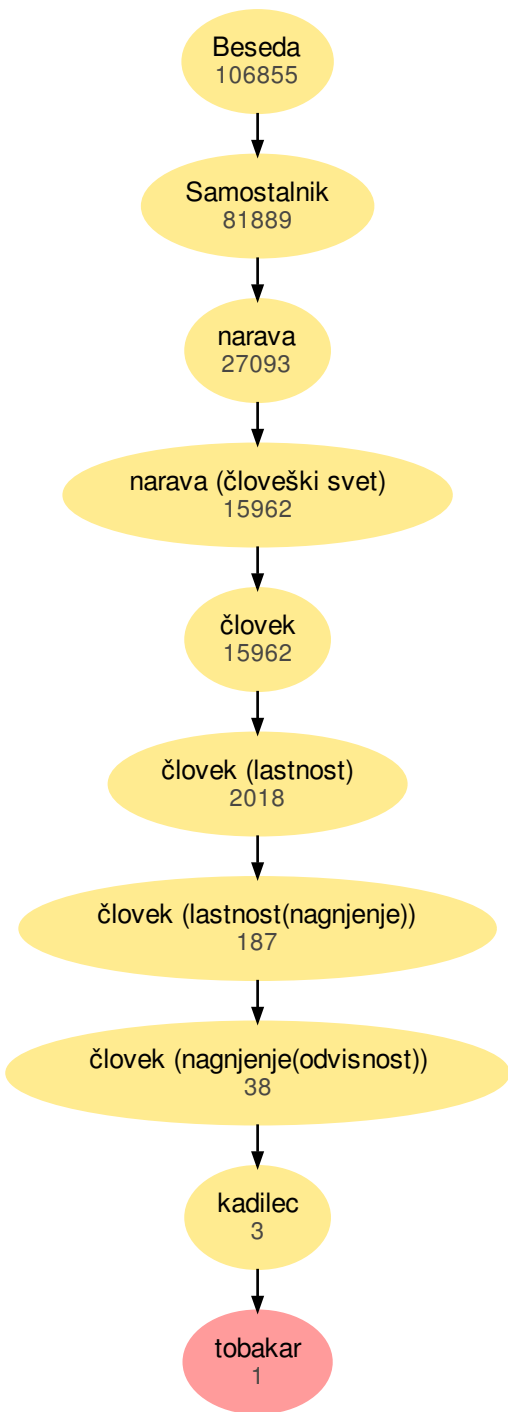 Beseda
106855
Samostalnik
81889
narava
27093
narava (človeški svet)
15962
človek
15962
človek (lastnost)
2018
človek (lastnost(nagnjenje))
187
človek (nagnjenje(odvisnost))
38
kadilec
3
tobakar
1